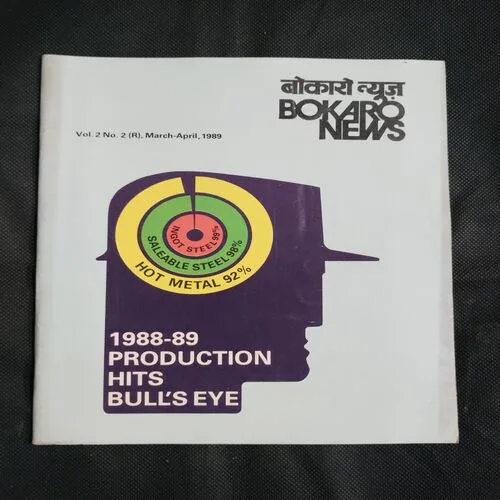 बोकारो न्यूज़
BOKARO
NEWS
Vol. 2 No. 2 (R), March-April, 1989
INGOT STEEL 99%
SALEABLE STEEL 98%
HOT METAL 92%
1988-89
PRODUCTION
HITS
BULL'S EYE